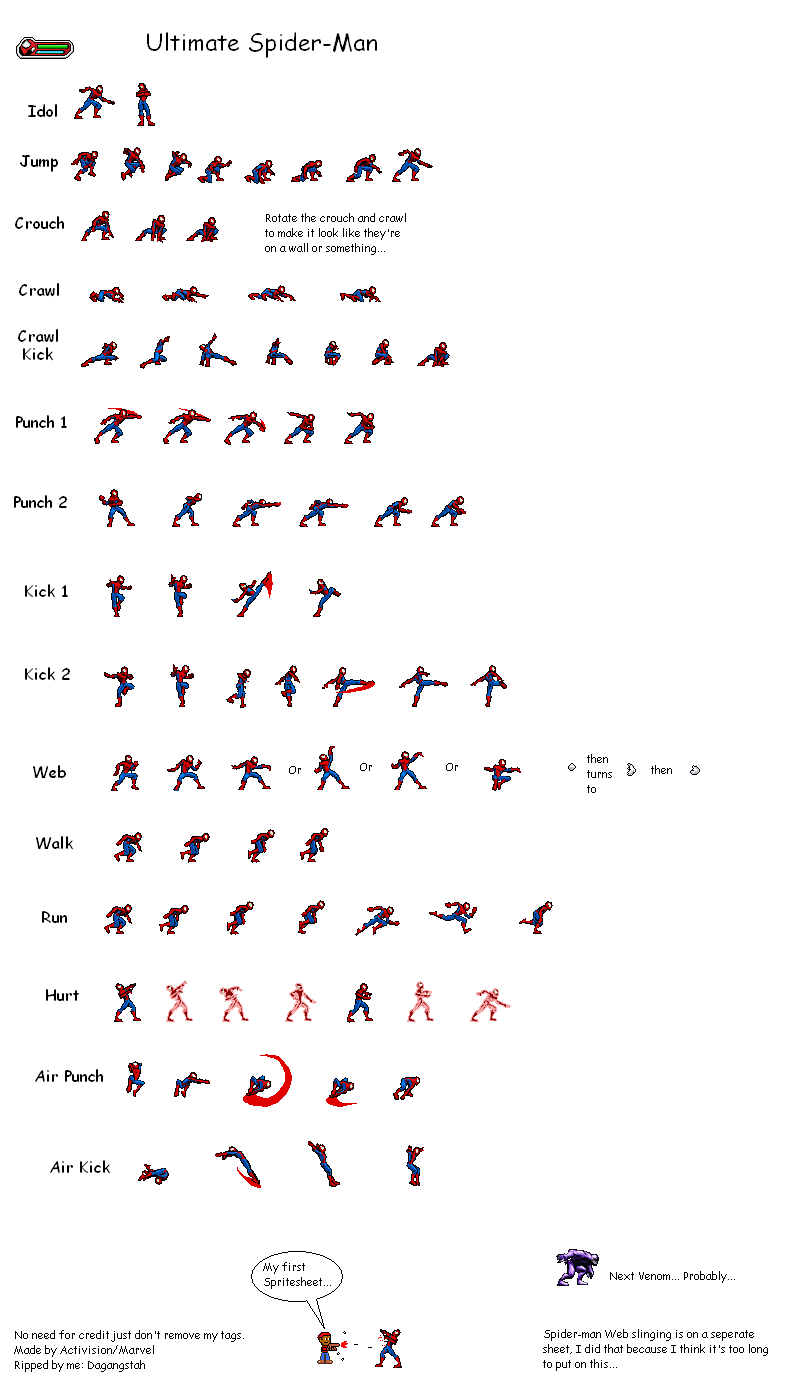 Ultimate Spider-Man
Idol
Jump
Crouch
Rotate the crouch and crawl
to make it look like they're
on a wall or something...
Crawl
Crawl
Kick
Punch 1
Punch 2
Kick 1
Kick 2
Web
Or
Or
Or
then
turns
to
then
Walk
Run
Hurt
Air Punch
Air Kick
My first
Spritesheet...
Next Venom... Probably...
No need for credit just don't remove my tags.
Made by Activision/Marvel
Ripped by me: Dagangstah
Spider-man Web slinging is on a seperate
sheet, I did that because I think it's too long
to put on this...